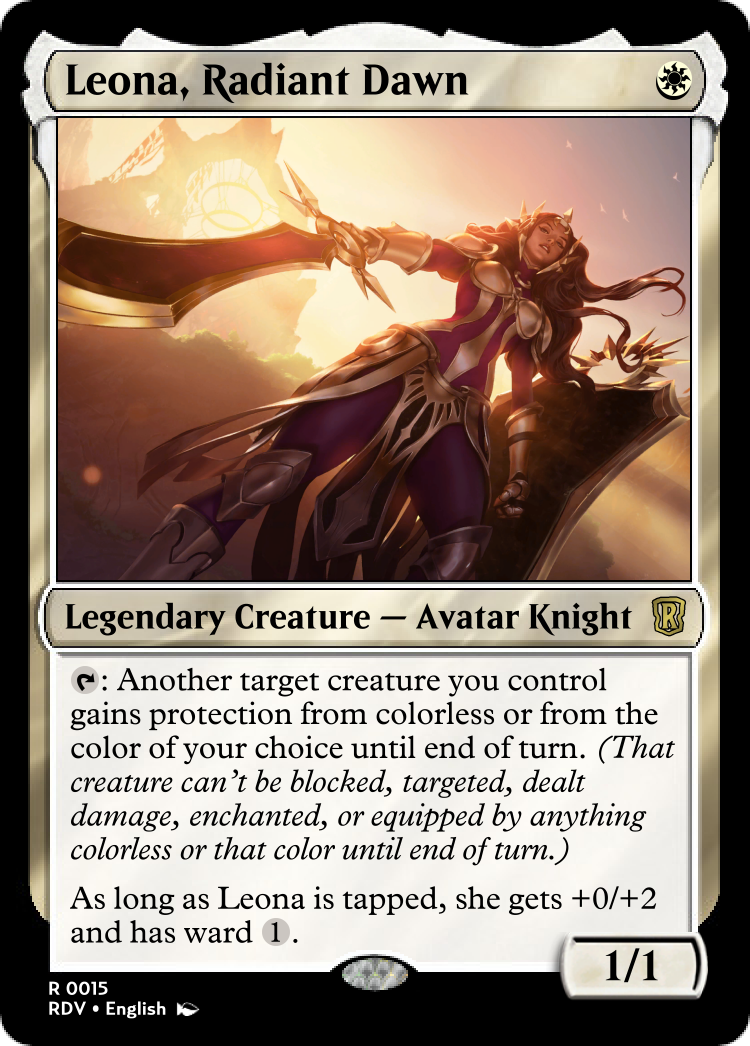 Leona, Radiant Dawn
Legendary Creature — Avatar Knight
R
: Another target creature you control
gains protection from colorless or from the
color of your choice until end of turn. (That
creature can't be blocked, targeted, dealt
damage, enchanted, or equipped by anything
colorless or that color until end of turn.)
As long as Leona is tapped, she gets +0/+2
and has ward 1.
1/1
R 0015
RDV • English